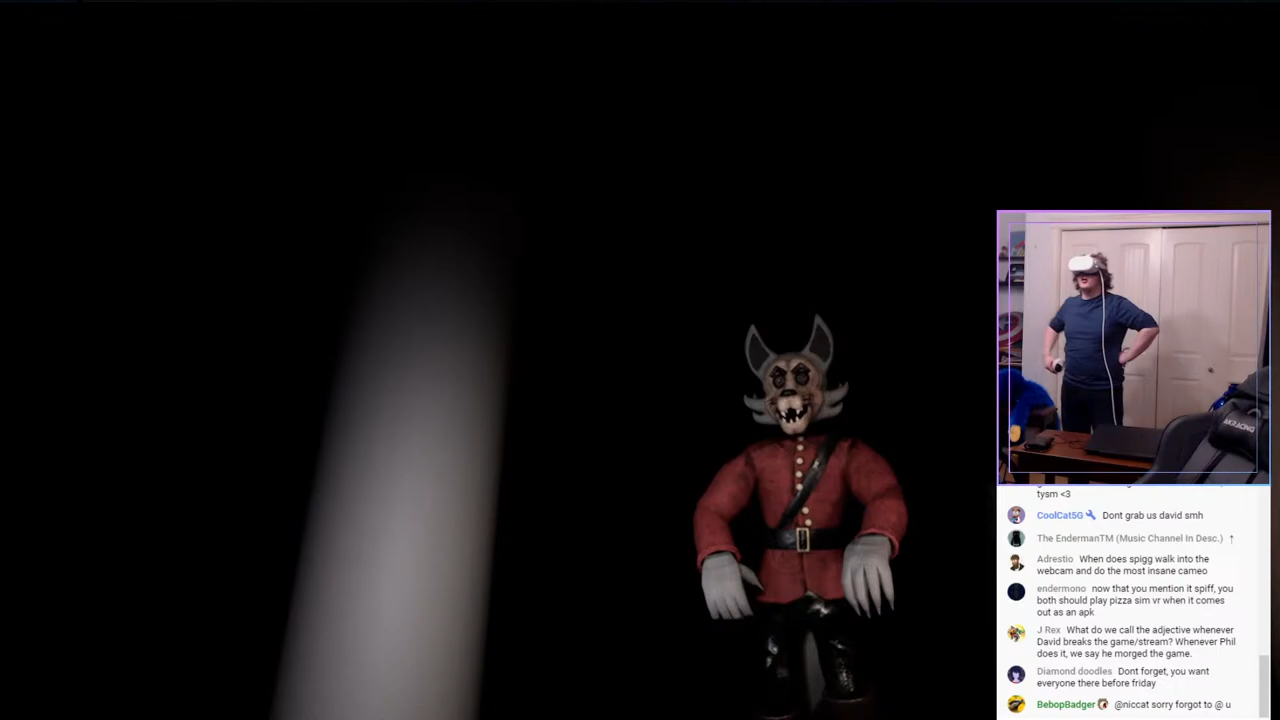 tysm <3
CoolCat5G Dont grab us david smh
The EndermanTM (Music Channel In Desc.) ↑
Adrestio When does spigg walk into the
webcam and do the most insane cameo
endermono now that you mention it spiff, you
both should play pizza sim vr when it comes
out as an apk
J Rex What do we call the adjective whenever
David breaks the game/stream? Whenever Phil
does it, we say he morged the game.
Diamond doodles Dont forget, you want
everyone there before friday
BebopBadger @niccat sorry forgot to @ u